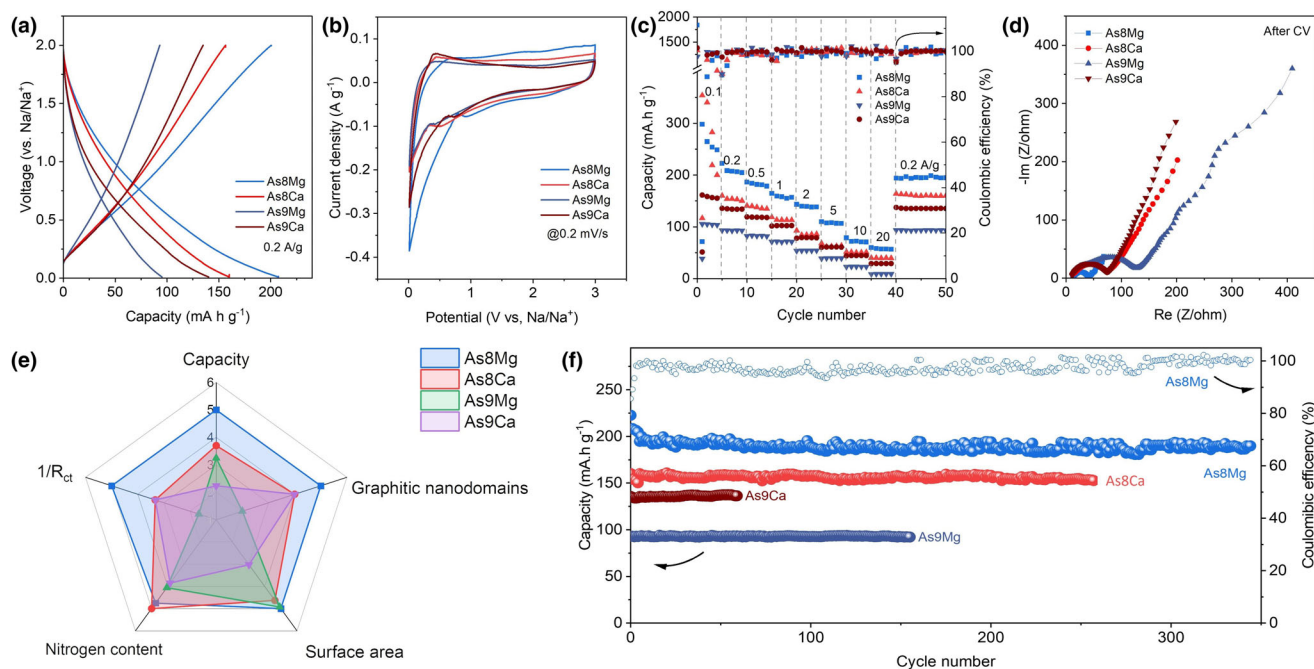 (a)
2.0
1.5
1.0
0.5
0.0
Voltage (vs. Na/Na⁺)
As8Mg
As8Ca
As9Mg
As9Ca
0.2 A/g
0 50 100 150 200
Capacity (mA h g⁻¹)
(b)
0.1
0.0
-0.1
-0.2
-0.3
-0.4
Current density (A g⁻¹)
As8Mg
As8Ca
As9Mg
As9Ca
@0.2 mV/s
0 1 2 3
Potential (V vs, Na/Na⁺)
(c)
2000
1750
1500
300
250
200
150
100
50
0
Capacity (mA.h g⁻¹)
0.1
0.2
0.5
1
2
5
10
20
0.2 A/g
As8Mg
As8Ca
As9Mg
As9Ca
100
80
60
40
20
0
Coulombic efficiency (%)
0 10 20 30 40 50
Cycle number
(d)
After CV
400
300
200
100
0
-Im (Z/ohm)
As8Mg
As8Ca
As9Mg
As9Ca
0 100 200 300 400
Re (Z/ohm)
(e)
Capacity
6
5
4
3
1/Rct
Graphitic nanodomains
Nitrogen content
Surface area
As8Mg
As8Ca
As9Mg
As9Ca
(f)
250
200
150
100
50
0
Capacity (mA.h g⁻¹)
As8Mg
As8Mg
As8Ca
As9Ca
As9Mg
100
80
60
40
20
0
Coulombic efficiency (%)
0 100 200 300
Cycle number